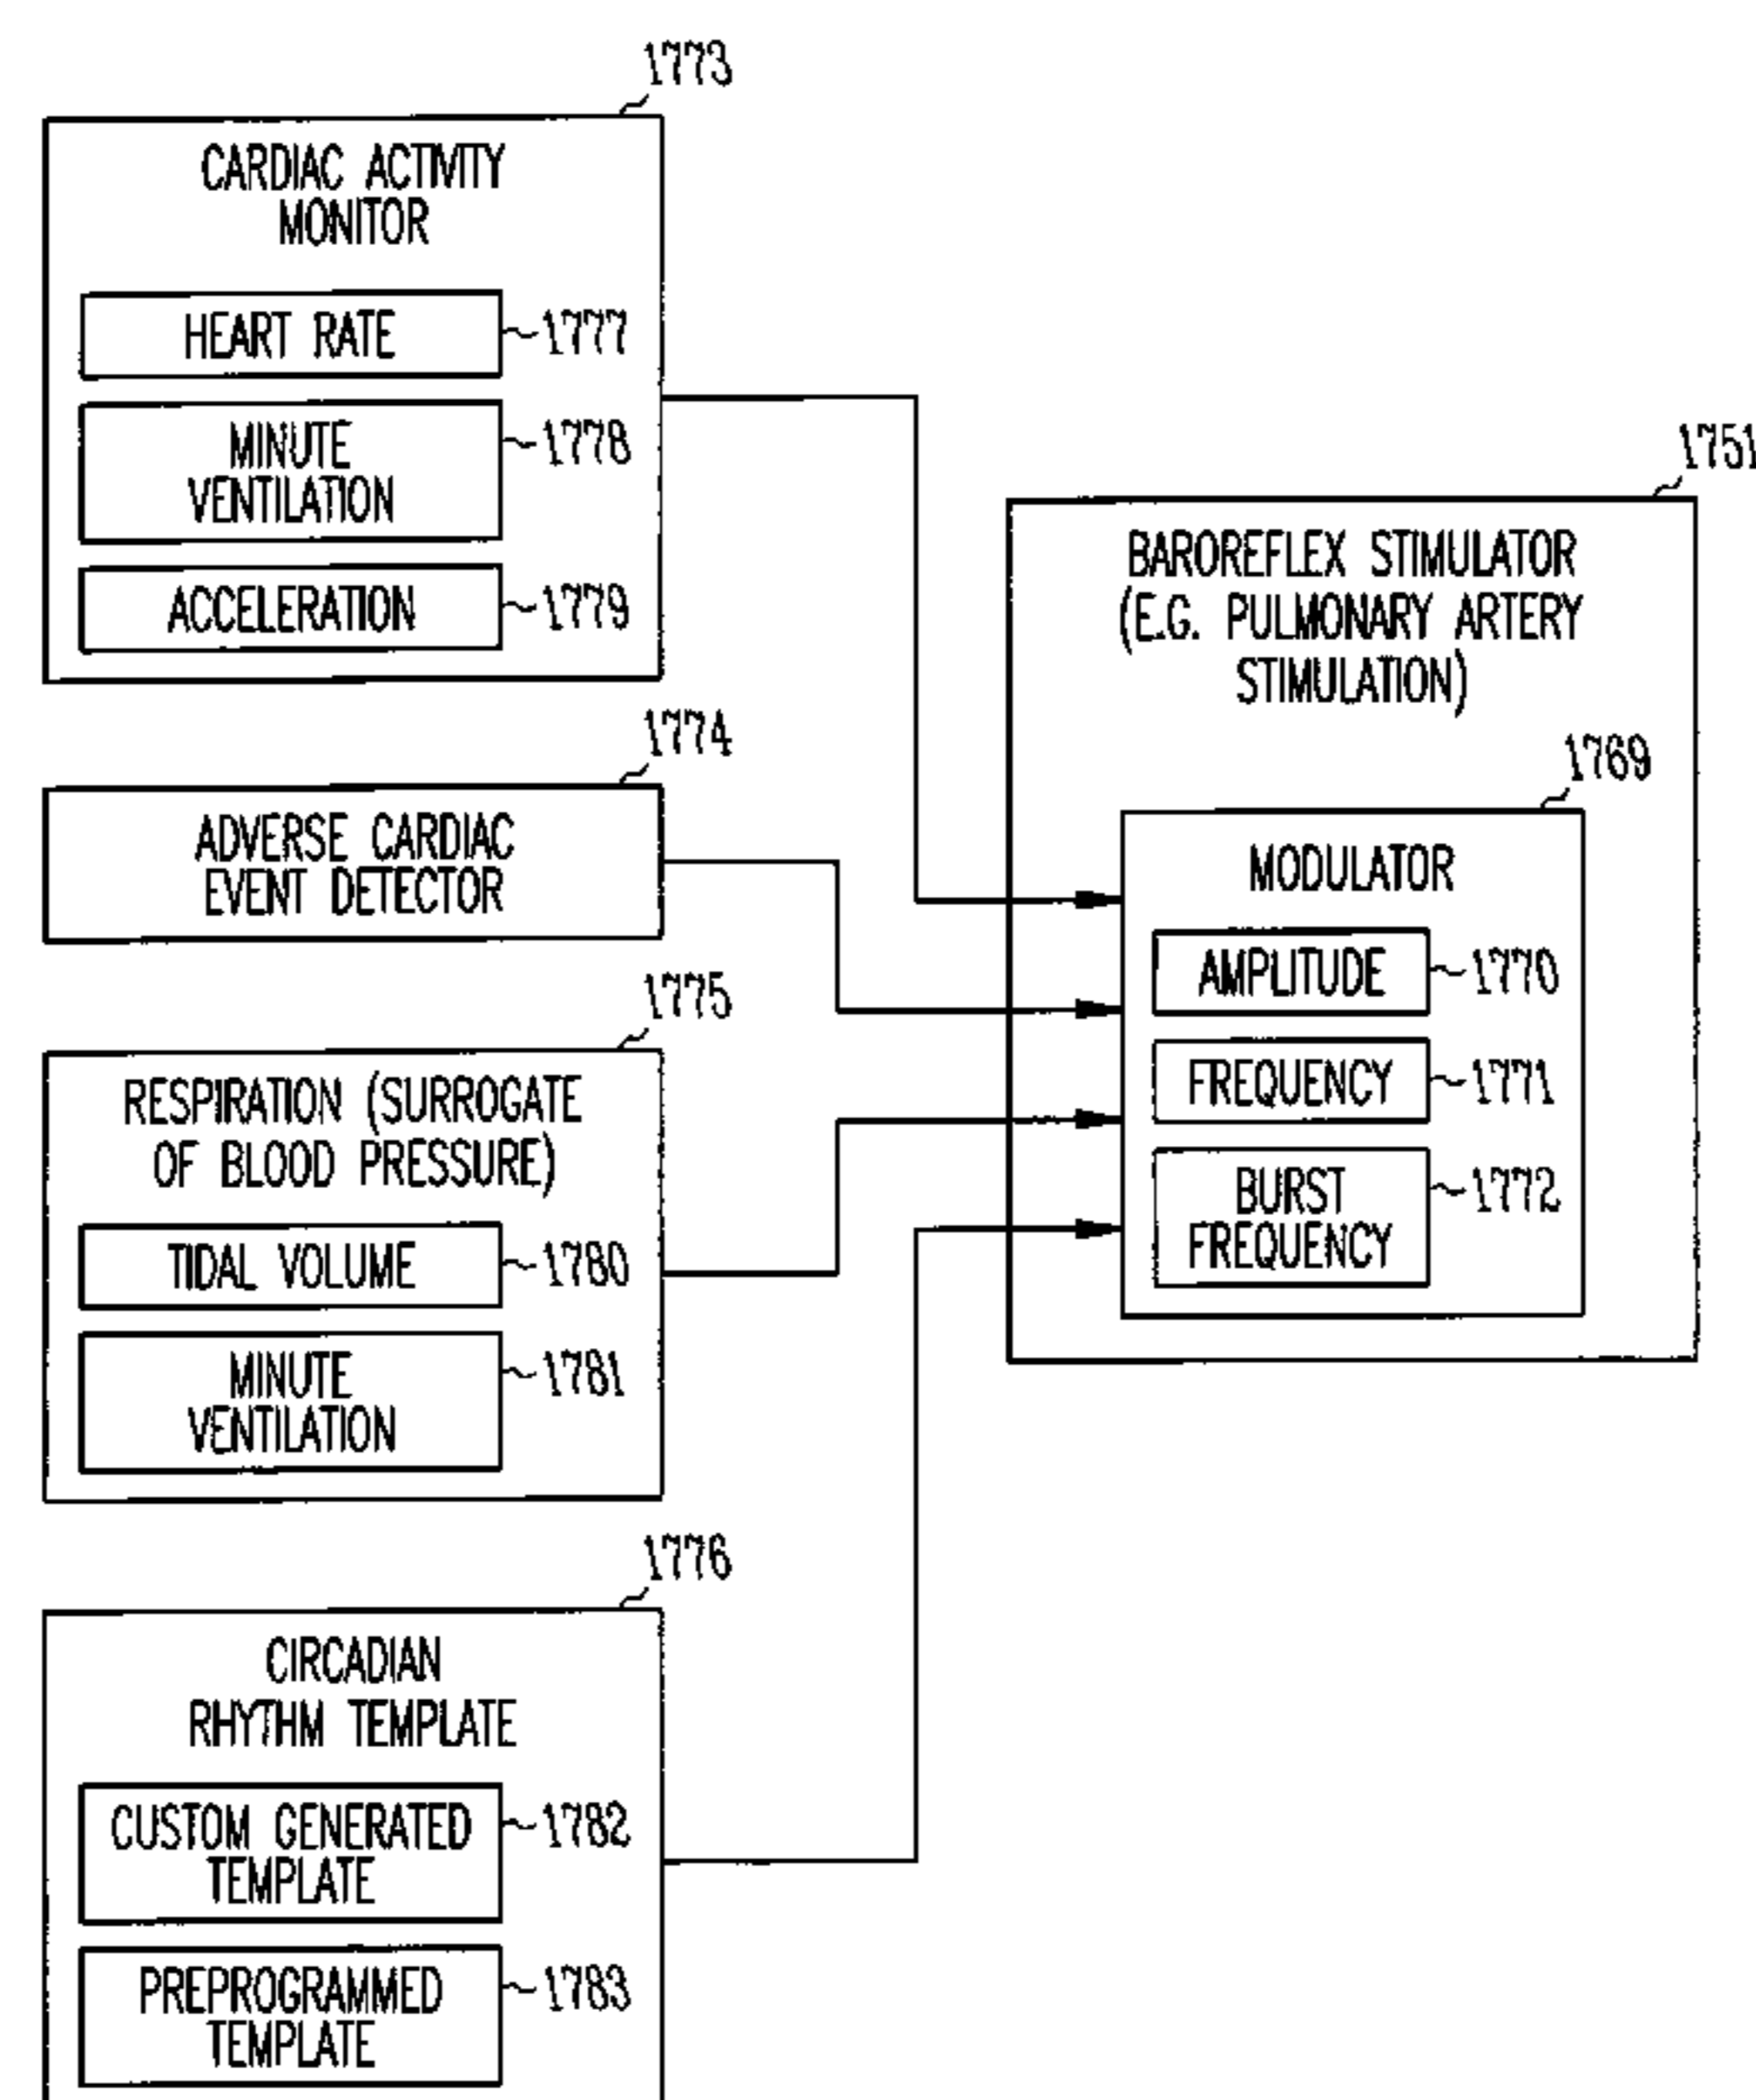 1773
CARDIAC ACTIVITY
MONITOR
HEART RATE
1777
MINUTE
VENTILATION
1778
ACCELERATION
1779
1774
ADVERSE CARDIAC
EVENT DETECTOR
1775
RESPIRATION (SURROGATE
OF BLOOD PRESSURE)
TIDAL VOLUME
1780
MINUTE
VENTILATION
1781
1776
CIRCADIAN
RHYTHM TEMPLATE
CUSTOM GENERATED
TEMPLATE
1782
PREPROGRAMMED
TEMPLATE
1783
1751
BAROREFLEX STIMULATOR
(E.G. PULMONARY ARTERY
STIMULATION)
1769
MODULATOR
AMPLITUDE
1770
FREQUENCY
1771
BURST
FREQUENCY
1772